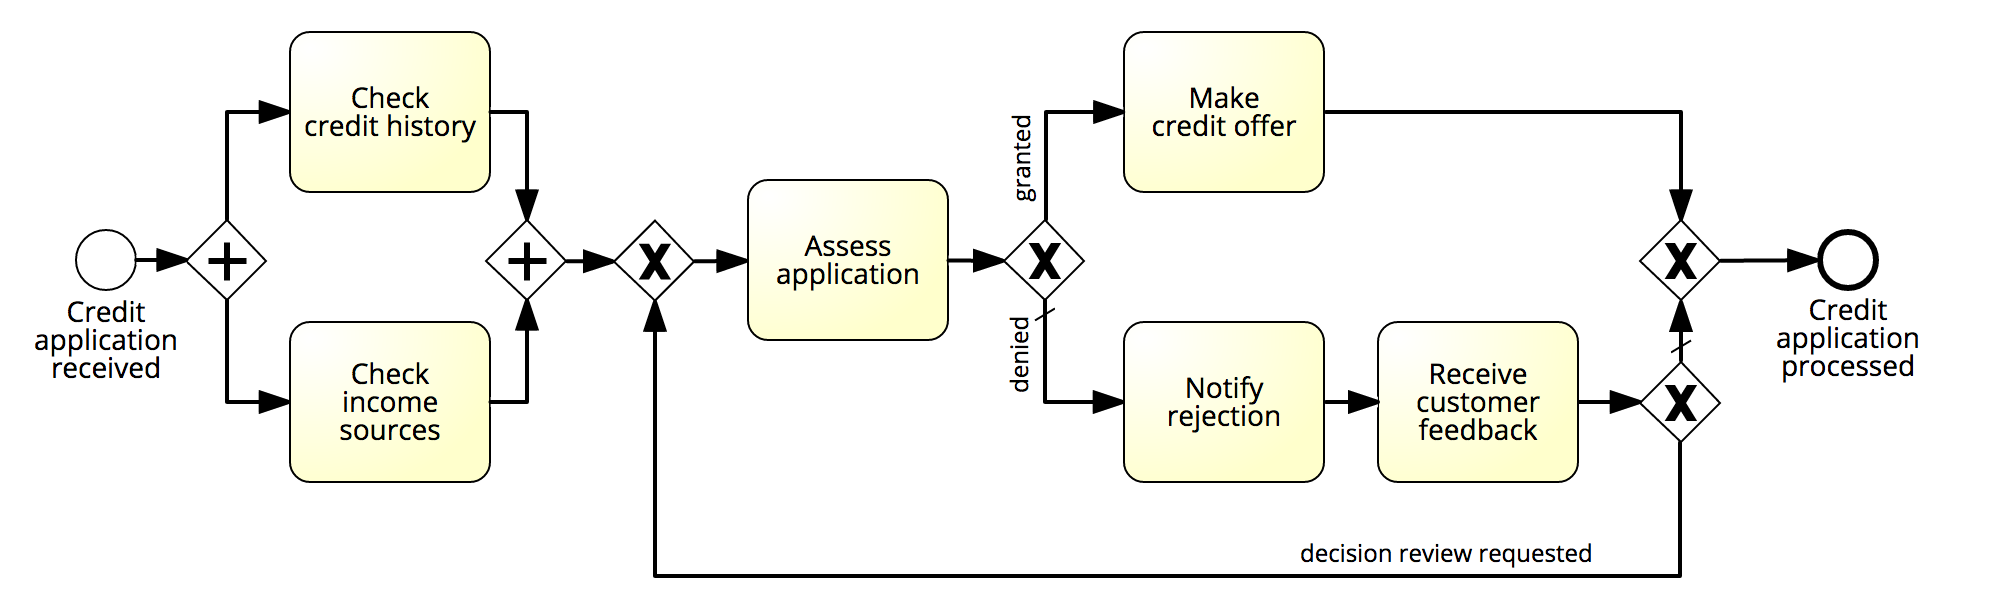 Credit
application
received
Check
credit history
Check
income
sources
Assess
application
granted
denied
Make
credit offer
Notify
rejection
Receive
customer
feedback
decision review requested
Credit
application
processed